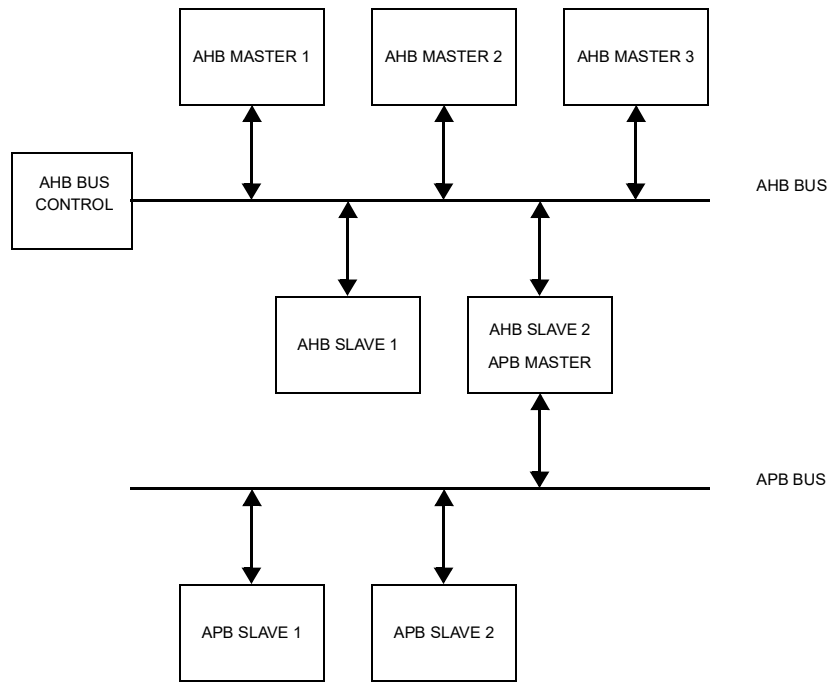 AHB MASTER 1
AHB MASTER 2
AHB MASTER 3
AHB BUS
CONTROL
AHB BUS
AHB SLAVE 1
AHB SLAVE 2
APB MASTER
APB BUS
APB SLAVE 1
APB SLAVE 2